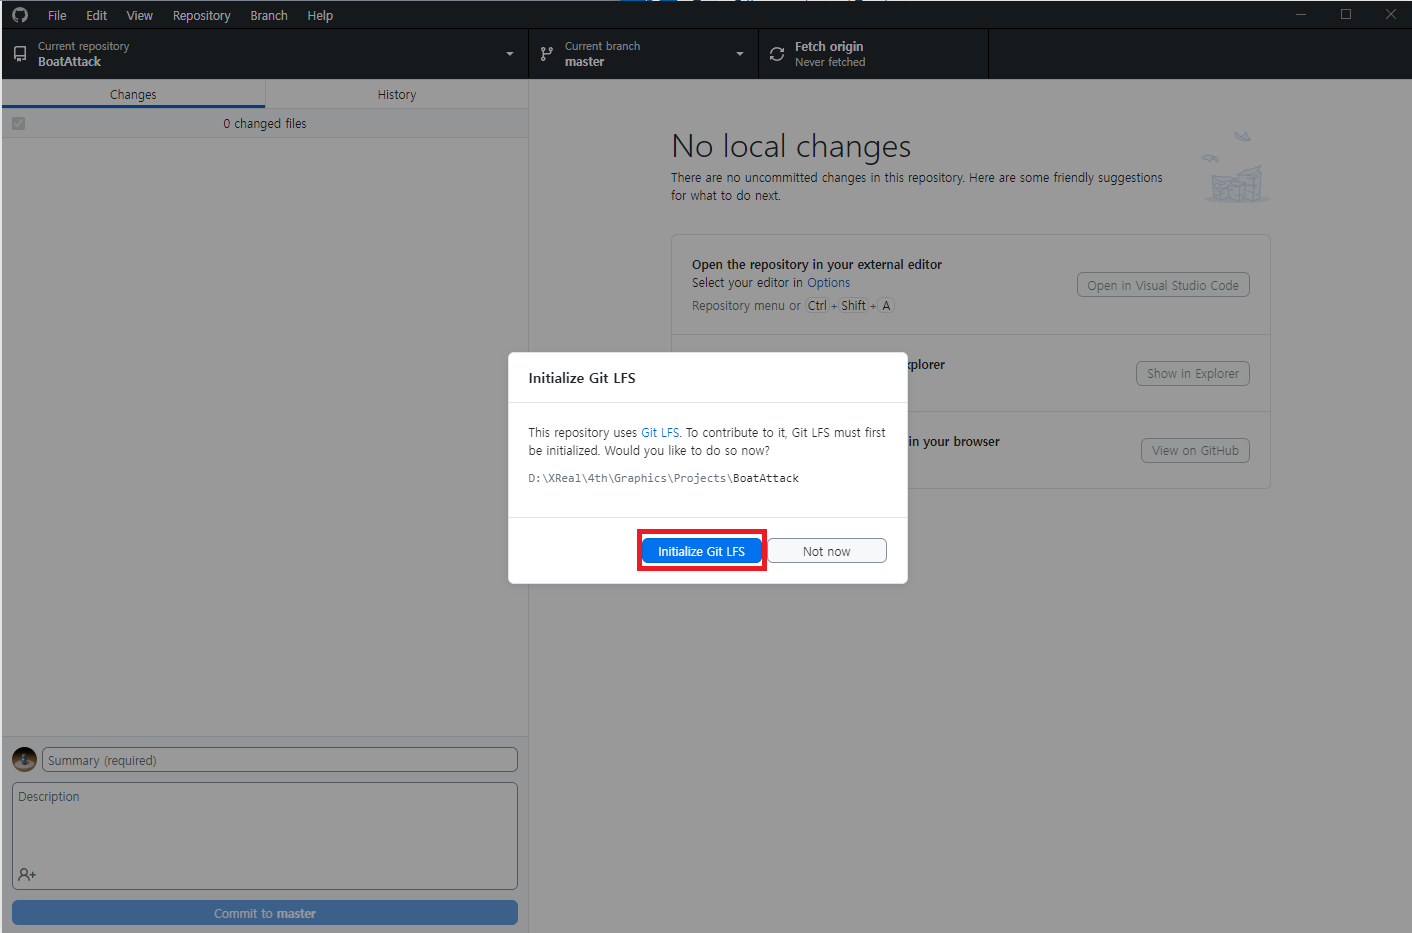 File Edit View Repository Branch Help
Current repository
BoatAttack
Current branch
master
Fetch origin
Never fetched
Changes
History
0 changed files
No local changes
There are no uncommitted changes in this repository. Here are some friendly suggestions
for what to do next.
Open the repository in your external editor
Select your editor in Options
Repository menu or Ctrl + Shift + A
Open in Visual Studio Code
xplorer
Show in Explorer
in your browser
View on GitHub
Initialize Git LFS
This repository uses Git LFS. To contribute to it, Git LFS must first
be initialized. Would you like to do so now?
D:\XReal\4th\Graphics\Projects\BoatAttack
Initialize Git LFS
Not now
Summary (required)
Description
Commit to master